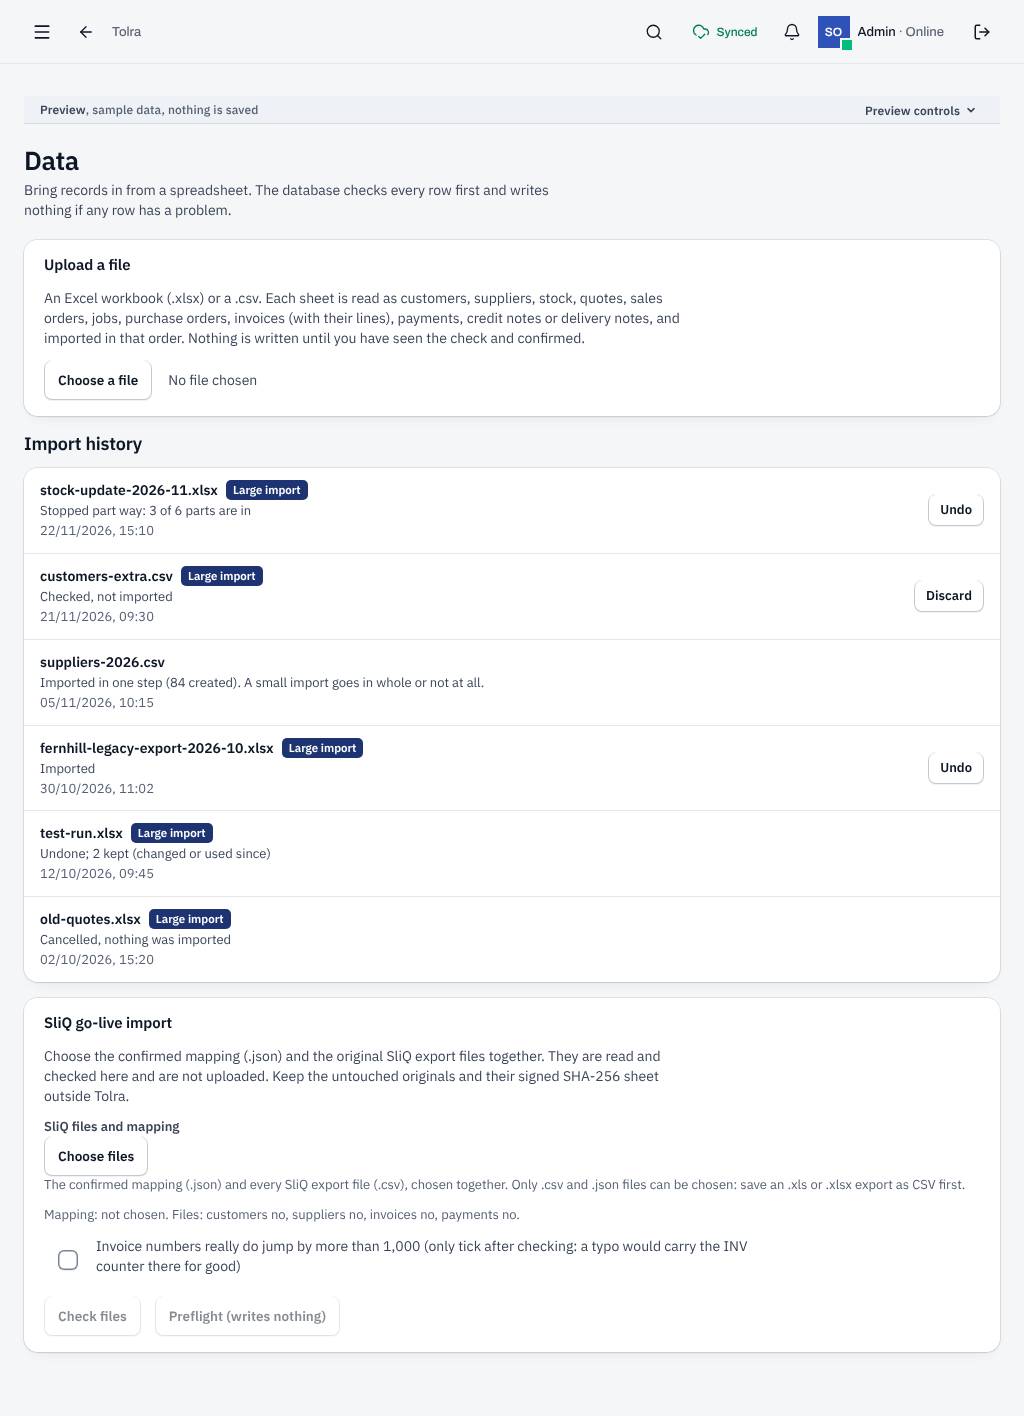 Tolra
Synced
SO
Admin · Online
Preview, sample data, nothing is saved
Preview controls
Data
Bring records in from a spreadsheet. The database checks every row first and writes
nothing if any row has a problem.
Upload a file
An Excel workbook (.xlsx) or a .csv. Each sheet is read as customers, suppliers, stock, quotes, sales
orders, jobs, purchase orders, invoices (with their lines), payments, credit notes or delivery notes, and
imported in that order. Nothing is written until you have seen the check and confirmed.
Choose a file
No file chosen
Import history
stock-update-2026-11.xlsx
Large import
Stopped part way: 3 of 6 parts are in
22/11/2026, 15:10
Undo
customers-extra.csv
Large import
Checked, not imported
21/11/2026, 09:30
Discard
suppliers-2026.csv
Imported in one step (84 created). A small import goes in whole or not at all.
05/11/2026, 10:15
fernhill-legacy-export-2026-10.xlsx
Large import
Imported
30/10/2026, 11:02
Undo
test-run.xlsx
Large import
Undone; 2 kept (changed or used since)
12/10/2026, 09:45
old-quotes.xlsx
Large import
Cancelled, nothing was imported
02/10/2026, 15:20
SliQ go-live import
Choose the confirmed mapping (.json) and the original SliQ export files together. They are read and
checked here and are not uploaded. Keep the untouched originals and their signed SHA-256 sheet
outside Tolra.
SliQ files and mapping
Choose files
The confirmed mapping (.json) and every SliQ export file (.csv), chosen together. Only .csv and .json files can be chosen: save an .xls or .xlsx export as CSV first.
Mapping: not chosen. Files: customers no, suppliers no, invoices no, payments no.
Invoice numbers really do jump by more than 1,000 (only tick after checking: a typo would carry the INV
counter there for good)
Check files
Preflight (writes nothing)